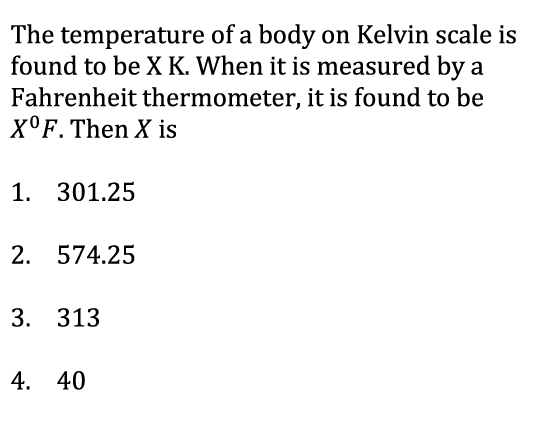 The temperature of a body on Kelvin scale is
found to be X K. When it is measured by a
Fahrenheit thermometer, it is found to be
X⁰F. Then X is
1. 301.25
2. 574.25
3. 313
4. 40